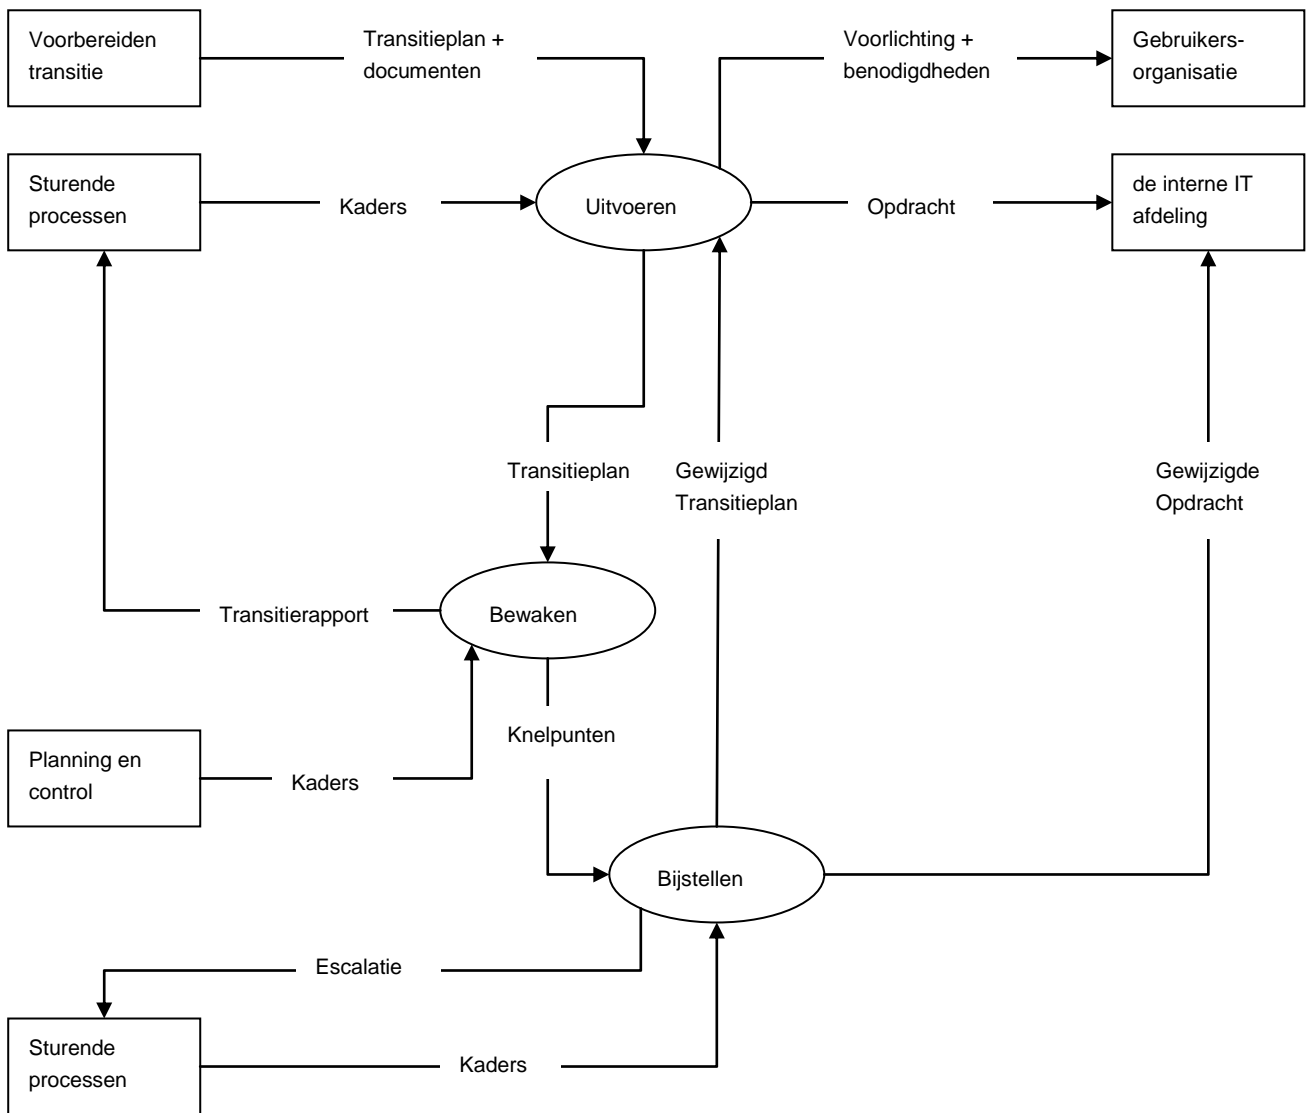 Voorbereiden
transitie
Transitieplan +
documenten
Voorlichting +
benodigdheden
Gebruikers-
organisatie
Sturende
processen
Kaders
Uitvoeren
Opdracht
de interne IT
afdeling
Transitieplan
Gewijzigd
Transitieplan
Gewijzigde
Opdracht
Transitierapport
Bewaken
Knelpunten
Planning en
control
Kaders
Bijstellen
Escalatie
Sturende
processen
Kaders